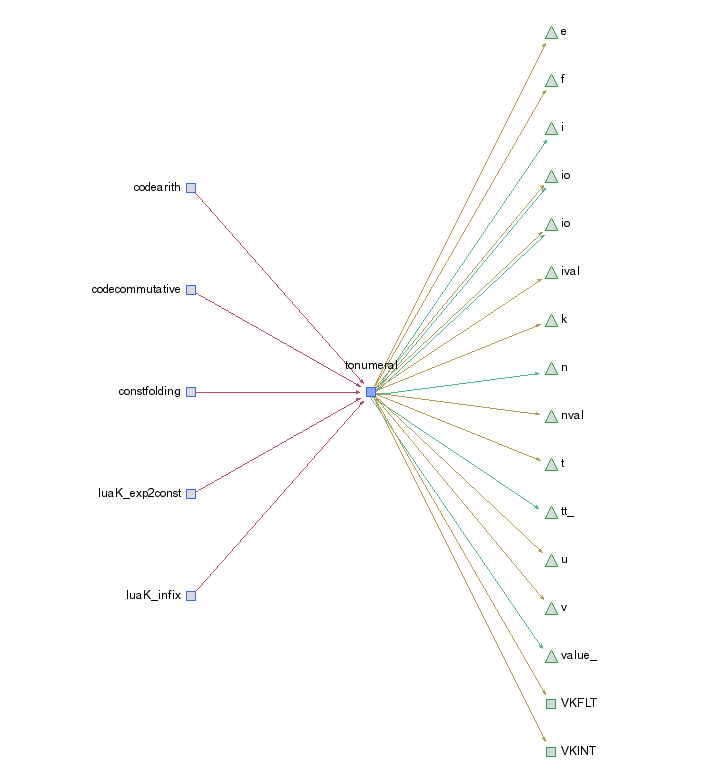 e
f
i
io
codearith
io
ival
codecommutative
k
tonumeral
n
constfolding
nval
t
luaK_exp2const
tt_
u
luaK_infix
v
value_
VKFLT
VKINT